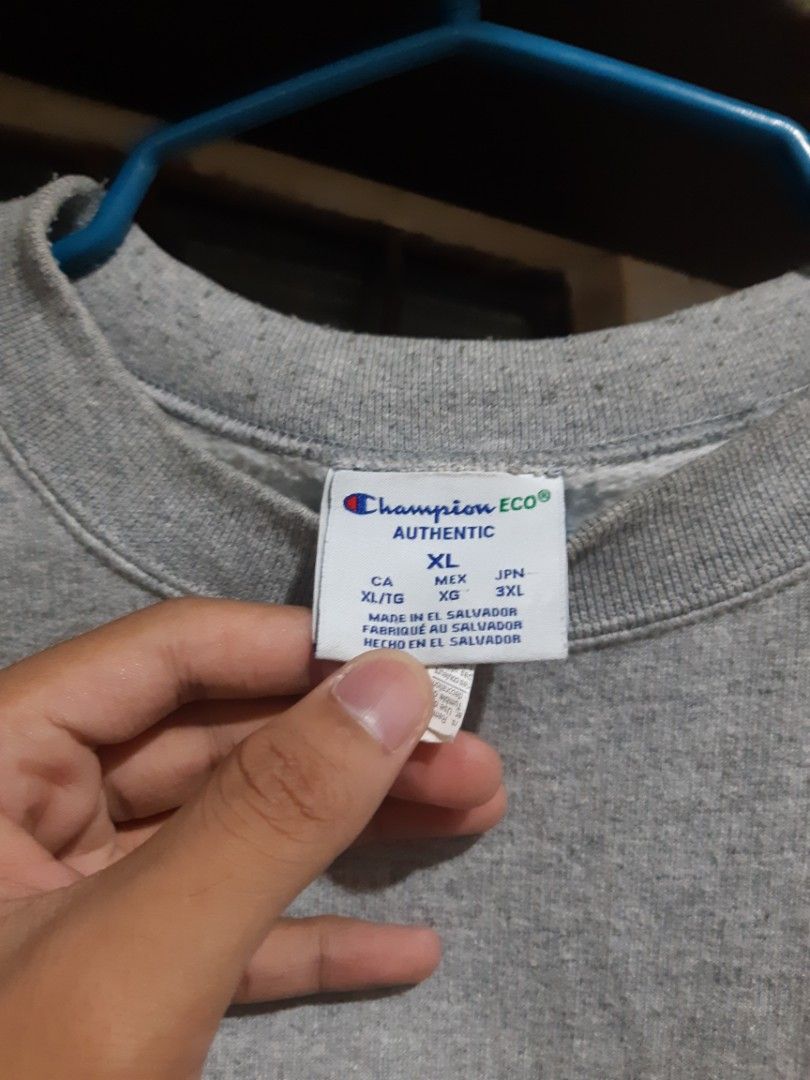 Champion ECO®
AUTHENTIC
XL
CA MEX JPN
XL/TG XG 3XL
MADE IN EL SALVADOR
FABRIQUÉ AU SALVADOR
HECHO EN EL SALVADOR